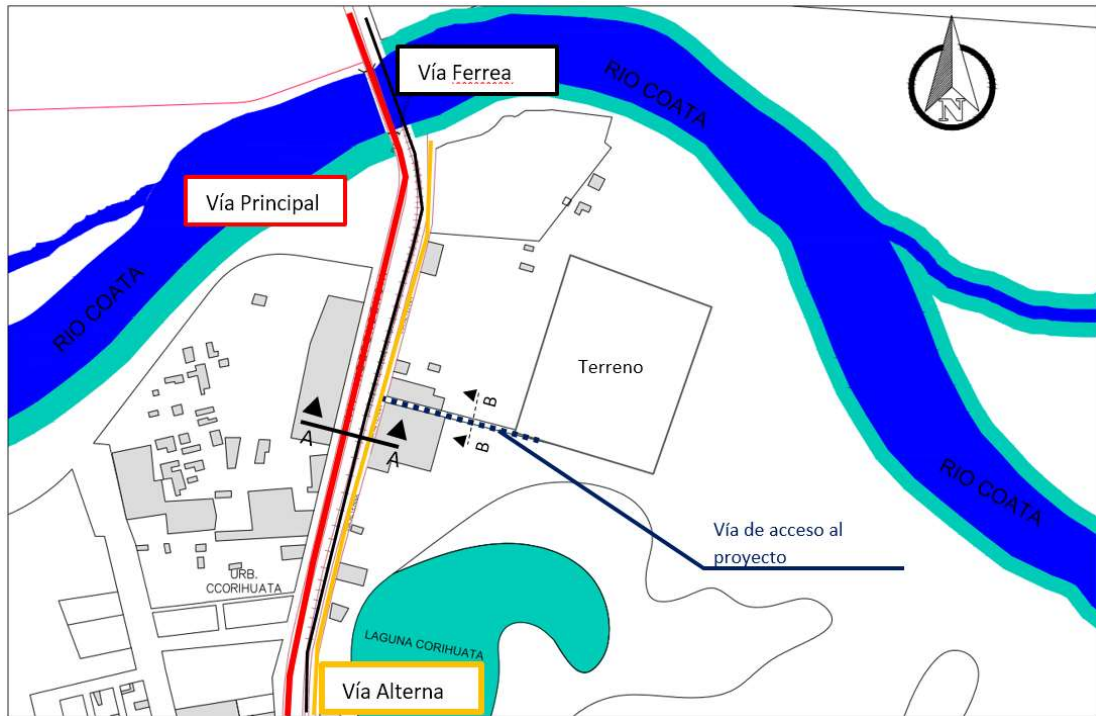 Vía Ferrea
RIO COATA
N
Vía Principal
RIO COATA
Terreno
B
B
A
A
RIO COATA
Vía de acceso al
proyecto
URB.
CCORIHUATA
LAGUNA CORIHUATA
Vía Alterna